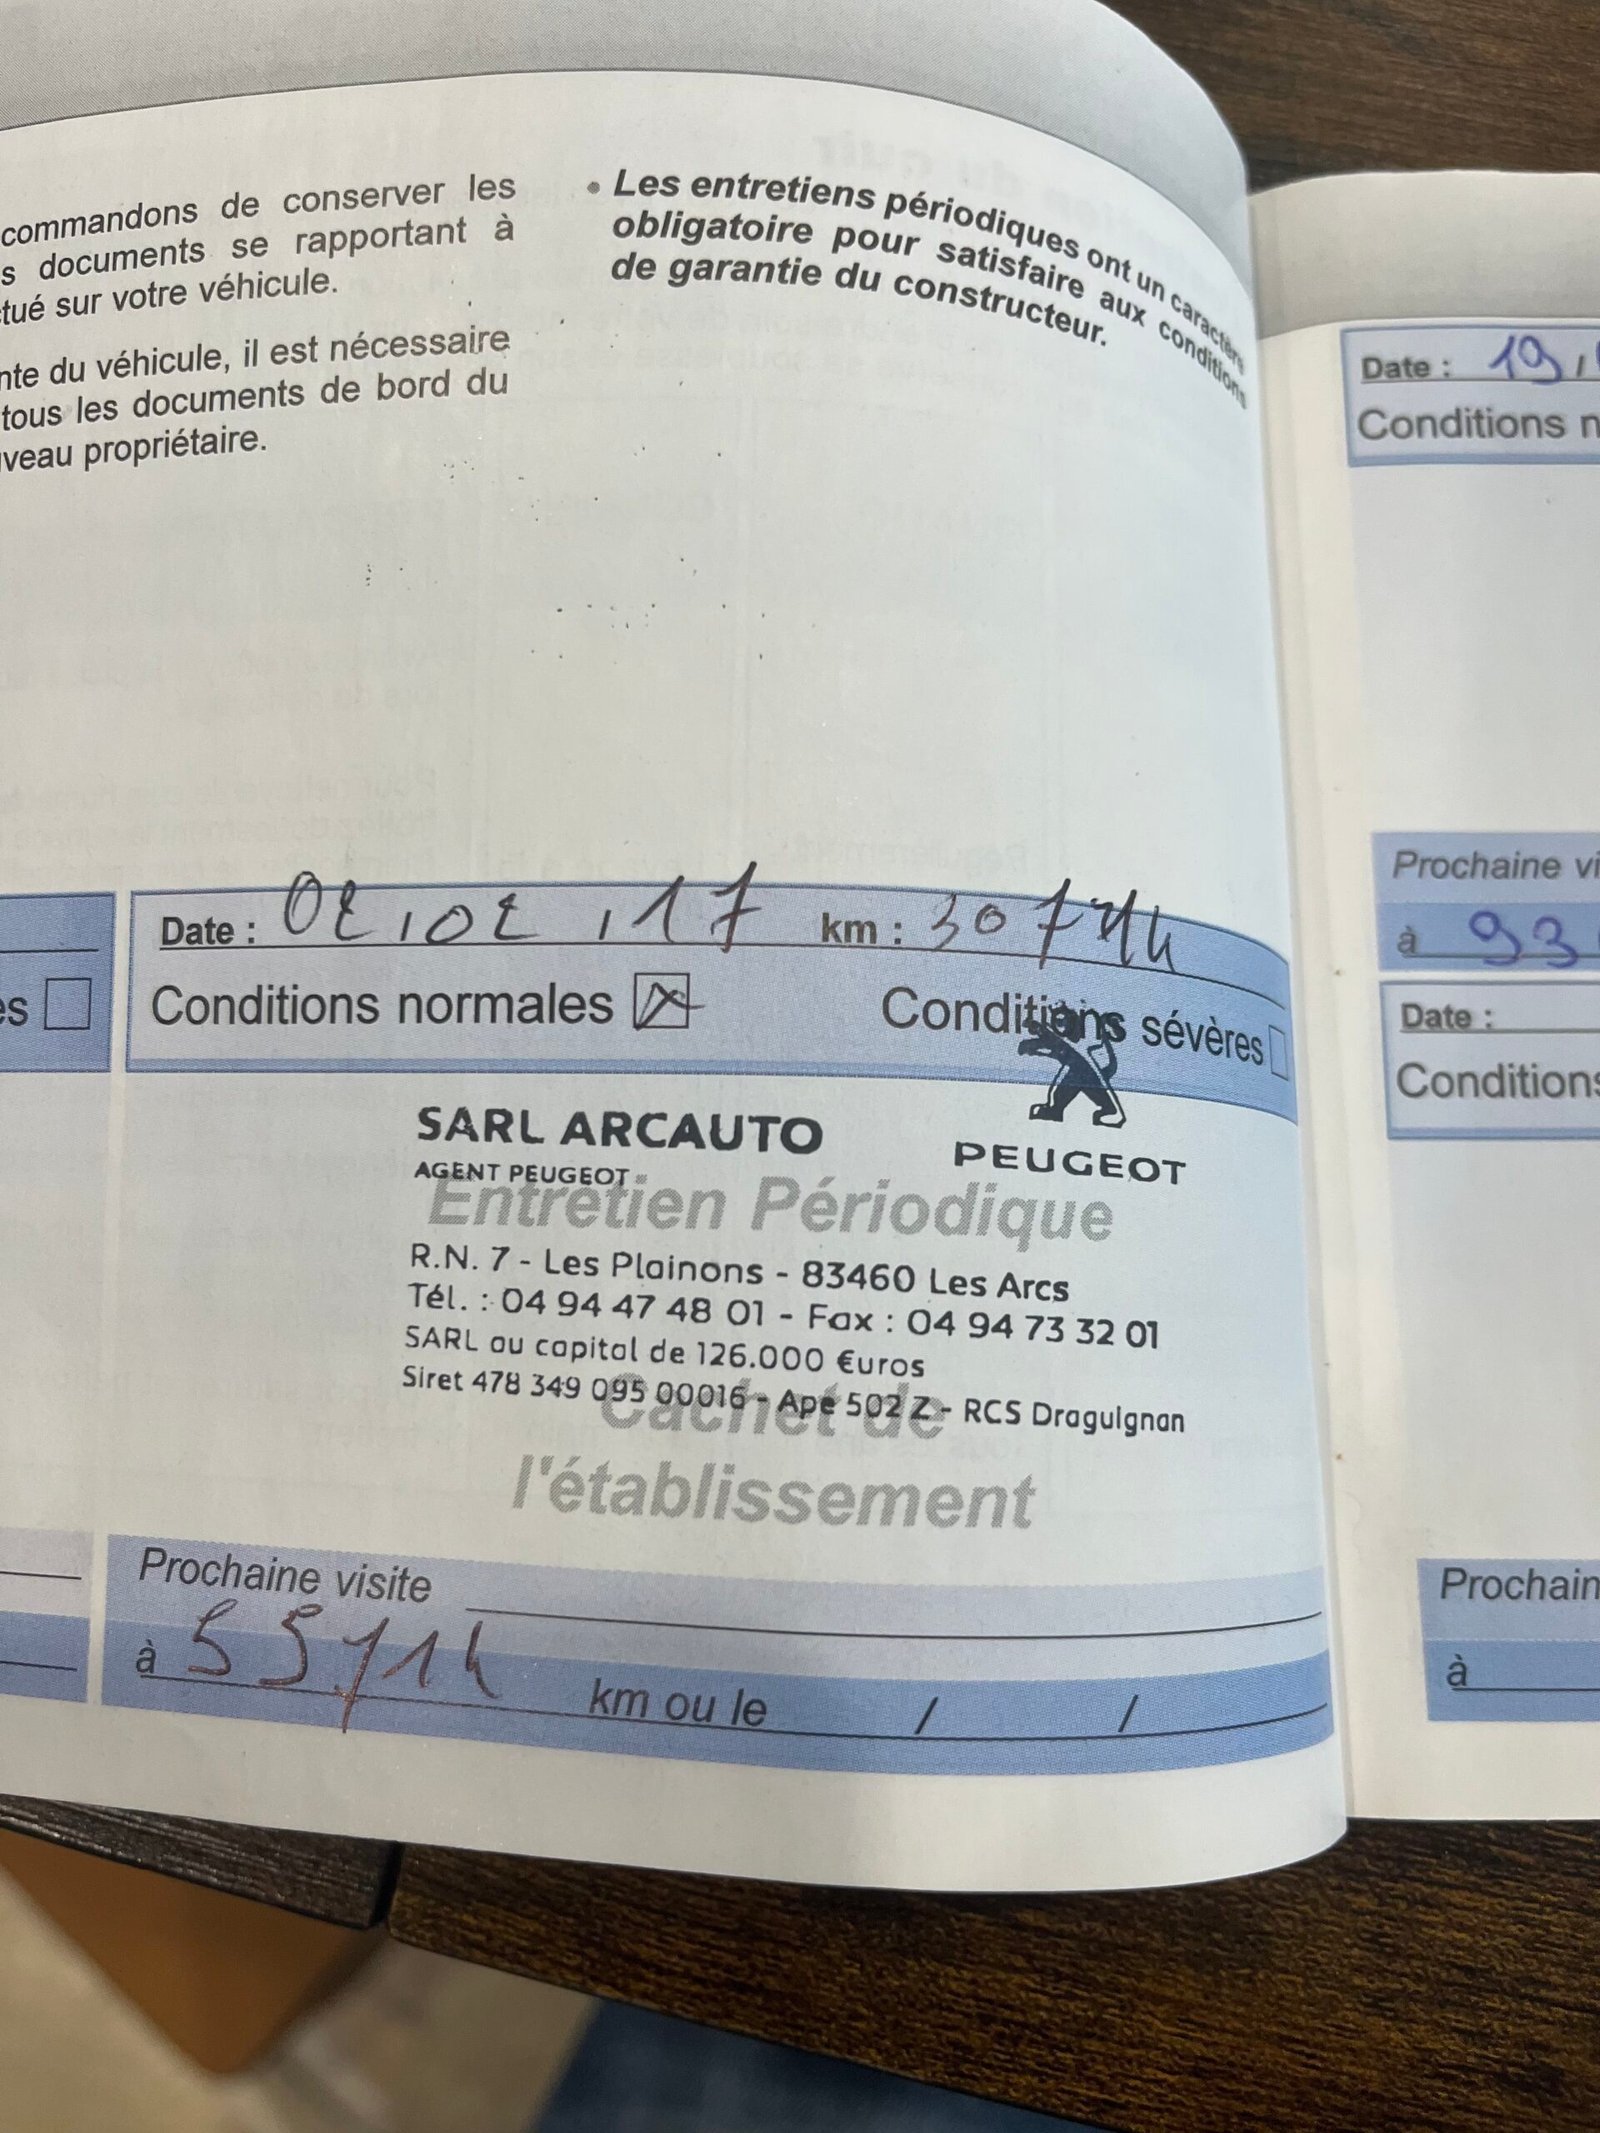 commandons de conserver les
s documents se rapportant à
tué sur votre véhicule.
nte du véhicule, il est nécessaire
tous les documents de bord du
veau propriétaire.
• Les entretiens périodiques ont un caractère
obligatoire pour satisfaire aux conditions
de garantie du constructeur.
es
Date : 02 / 02 / 17 km :
Conditions normales Conditions sévères
SARL ARCAUTO
AGENT PEUGEOT
PEUGEOT
Entretien Périodique
R.N. 7 - Les Plainons - 83460 Les Arcs
Tél. : 04 94 47 48 01 - Fax : 04 94 73 32 01
SARL au capital de 126.000 €uros
Siret 478 349 095 00016 - Ape 502 Z - RCS Draguignan
Cachet de
l'établissement
Prochaine visite
à 55714 km ou le / /
Date : 19 /
Conditions n
Prochaine vi
à 93
Date :
Conditions
Prochain
à